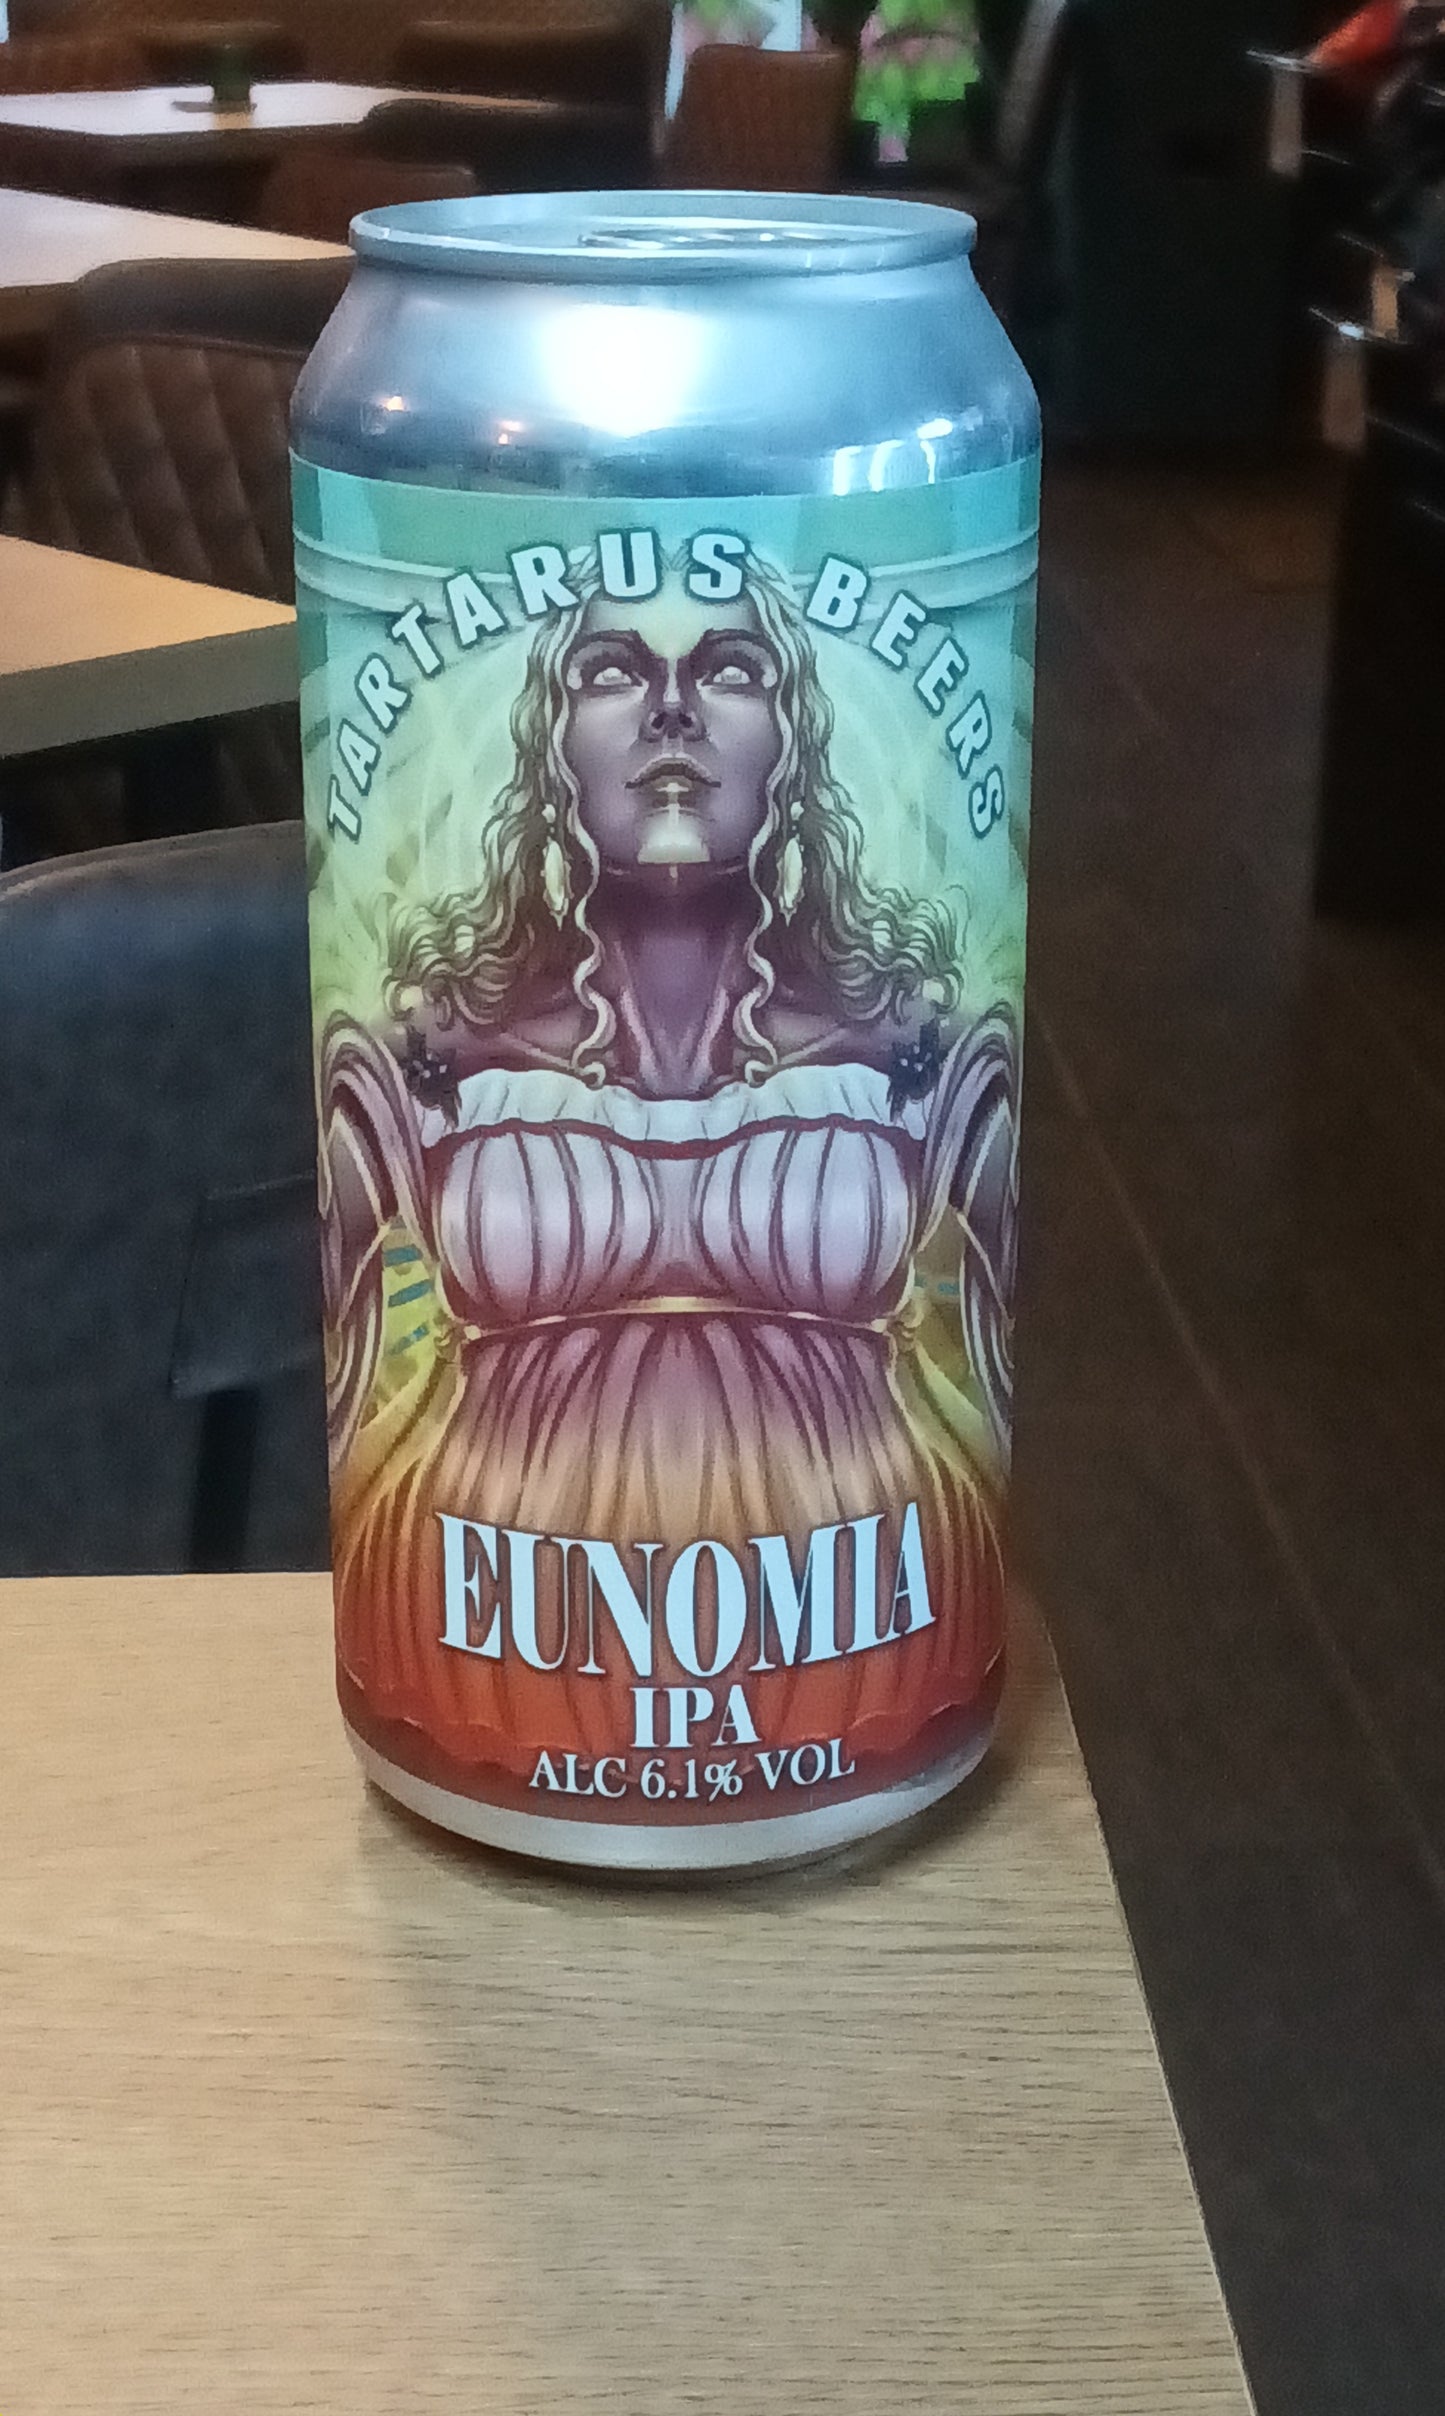 TARTARUS BEERS
EUNOMIA
IPA
ALC 6.1% VOL